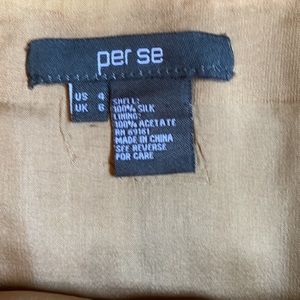 per se
US 4
UK 6
SHELL:
100% SILK
LINING:
100% ACETATE
RN 69161
MADE IN CHINA
SEE REVERSE
FOR CARE